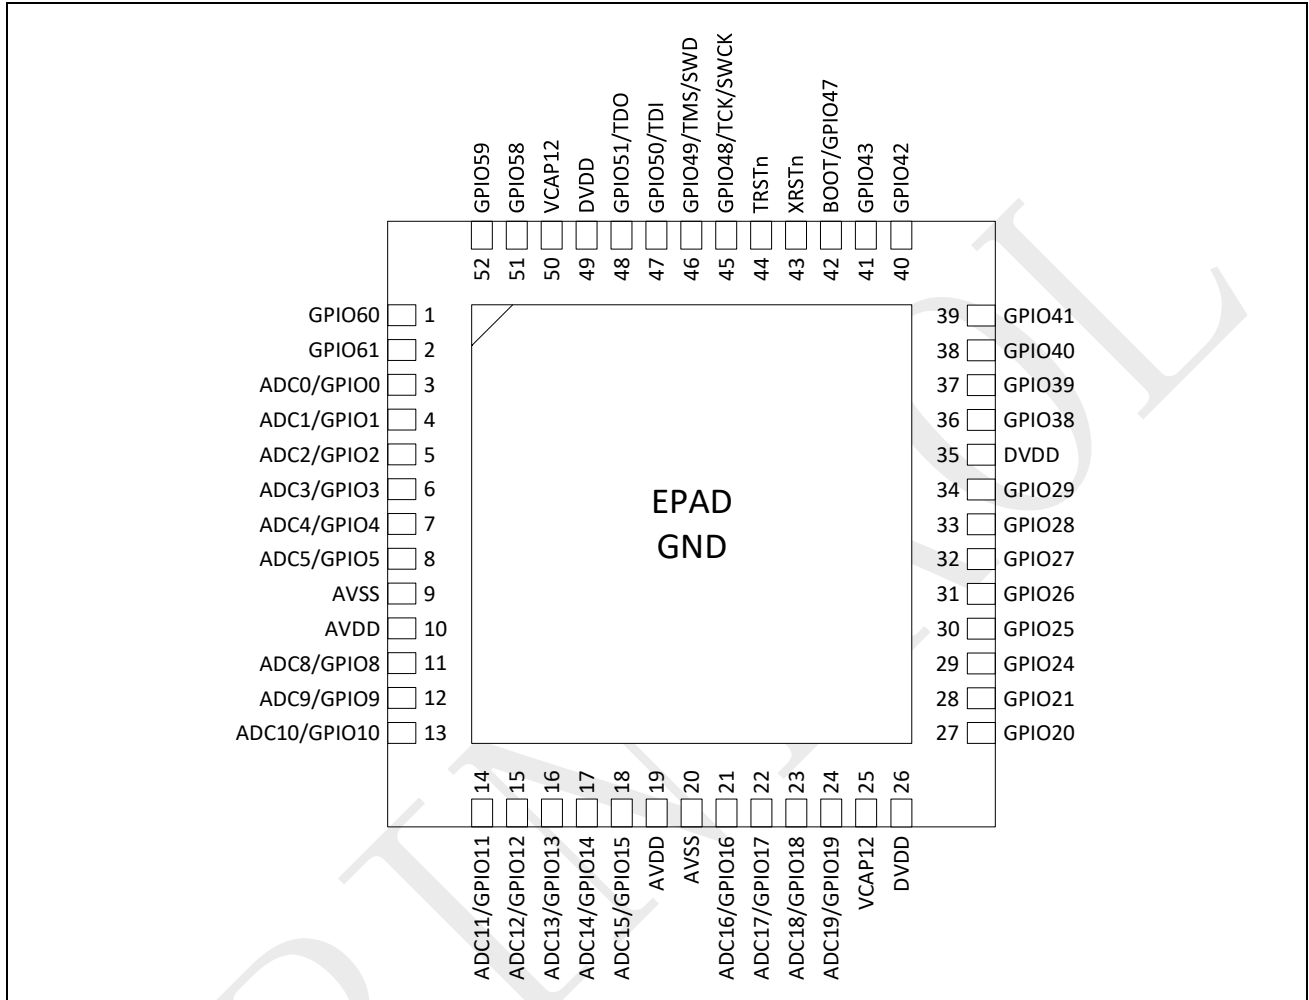 GPIO59
GPIO58
VCAP12
DVDD
GPIO51/TDO
GPIO50/TDI
GPIO49/TMS/SWD
GPIO48/TCK/SWCK
TRSTn
XRSTn
BOOT/GPIO47
GPIO43
GPIO42
52
51
50
49
48
47
46
45
44
43
42
41
40
GPIO60 1
GPIO61 2
ADC0/GPIO0 3
ADC1/GPIO1 4
ADC2/GPIO2 5
ADC3/GPIO3 6
ADC4/GPIO4 7
ADC5/GPIO5 8
AVSS 9
AVDD 10
ADC8/GPIO8 11
ADC9/GPIO9 12
ADC10/GPIO10 13
EPAD
GND
39 GPIO41
38 GPIO40
37 GPIO39
36 GPIO38
35 DVDD
34 GPIO29
33 GPIO28
32 GPIO27
31 GPIO26
30 GPIO25
29 GPIO24
28 GPIO21
27 GPIO20
14
15
16
17
18
19
20
21
22
23
24
25
26
ADC11/GPIO11
ADC12/GPIO12
ADC13/GPIO13
ADC14/GPIO14
ADC15/GPIO15
AVDD
AVSS
ADC16/GPIO16
ADC17/GPIO17
ADC18/GPIO18
ADC19/GPIO19
VCAP12
DVDD